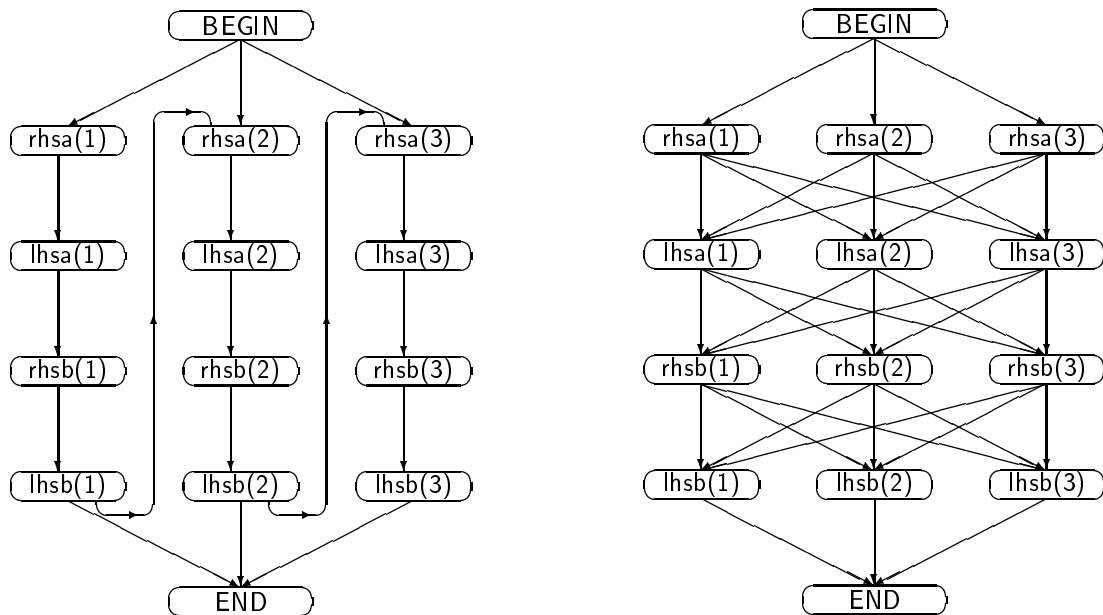 BEGIN
rhsa(1) rhsa(2) rhsa(3)
lhsa(1) lhsa(2) lhsa(3)
rhsb(1) rhsb(2) rhsb(3)
lhsb(1) lhsb(2) lhsb(3)
END
BEGIN
rhsa(1) rhsa(2) rhsa(3)
lhsa(1) lhsa(2) lhsa(3)
rhsb(1) rhsb(2) rhsb(3)
lhsb(1) lhsb(2) lhsb(3)
END